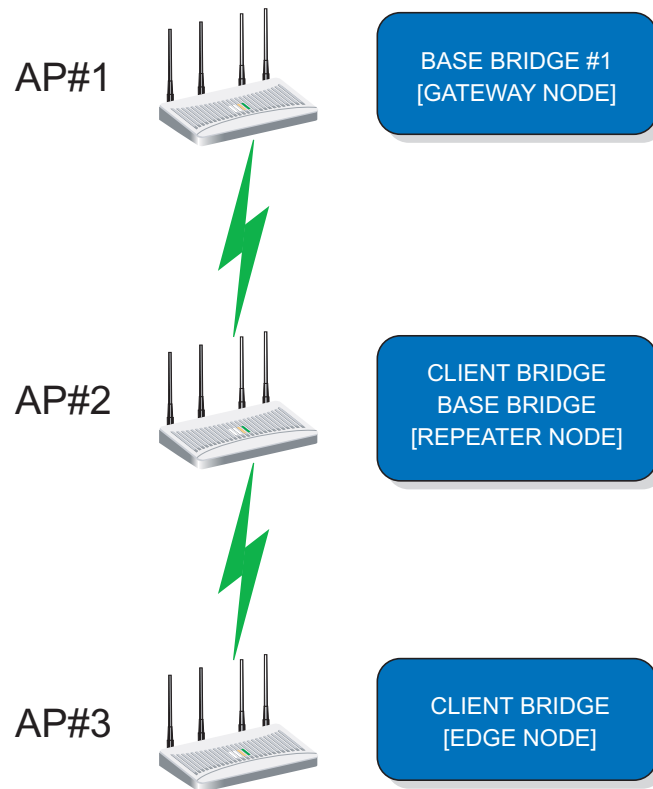 AP#1
BASE BRIDGE #1
[GATEWAY NODE]
AP#2
CLIENT BRIDGE
BASE BRIDGE
[REPEATER NODE]
AP#3
CLIENT BRIDGE
[EDGE NODE]